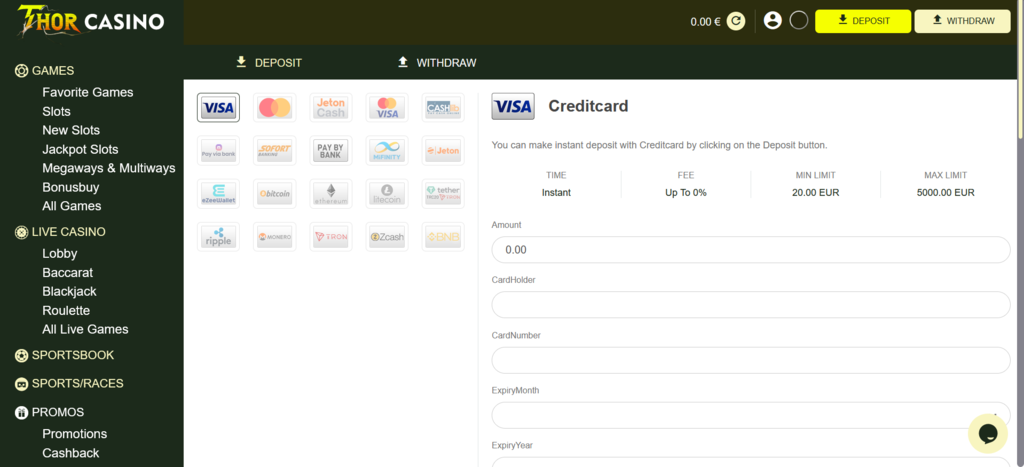 THOR CASINO
0.00 €
DEPOSIT
WITHDRAW
GAMES
Favorite Games
Slots
New Slots
Jackpot Slots
Megaways & Multiways
Bonusbuy
All Games
LIVE CASINO
Lobby
Baccarat
Blackjack
Roulette
All Live Games
SPORTSBOOK
SPORTS/RACES
PROMOS
Promotions
Cashback
DEPOSIT
WITHDRAW
VISA
Jeton Cash
VISA
CASH
Pay via bank
SOFORT
PAY BY BANK
MiFINITY
Jeton
eZeeWallet
bitcoin
ethereum
litecoin
tether
ripple
MONERO
TRON
Zcash
BNB
VISA
Creditcard
You can make instant deposit with Creditcard by clicking on the Deposit button.
TIME
FEE
MIN LIMIT
MAX LIMIT
Instant
Up To 0%
20.00 EUR
5000.00 EUR
Amount
0.00
CardHolder
CardNumber
ExpiryMonth
ExpiryYear